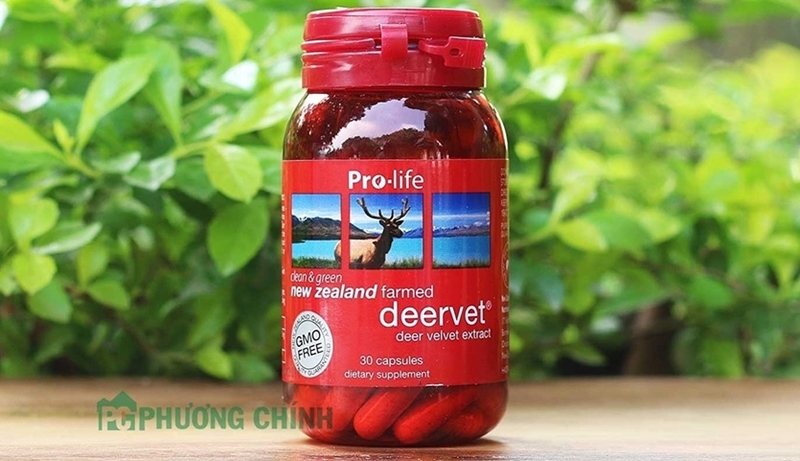 Pro-life
clean & green
new zealand farmed
deervet®
deer velvet extract
GMO
FREE
30 capsules
dietary supplement
PHƯƠNG CHÍNH